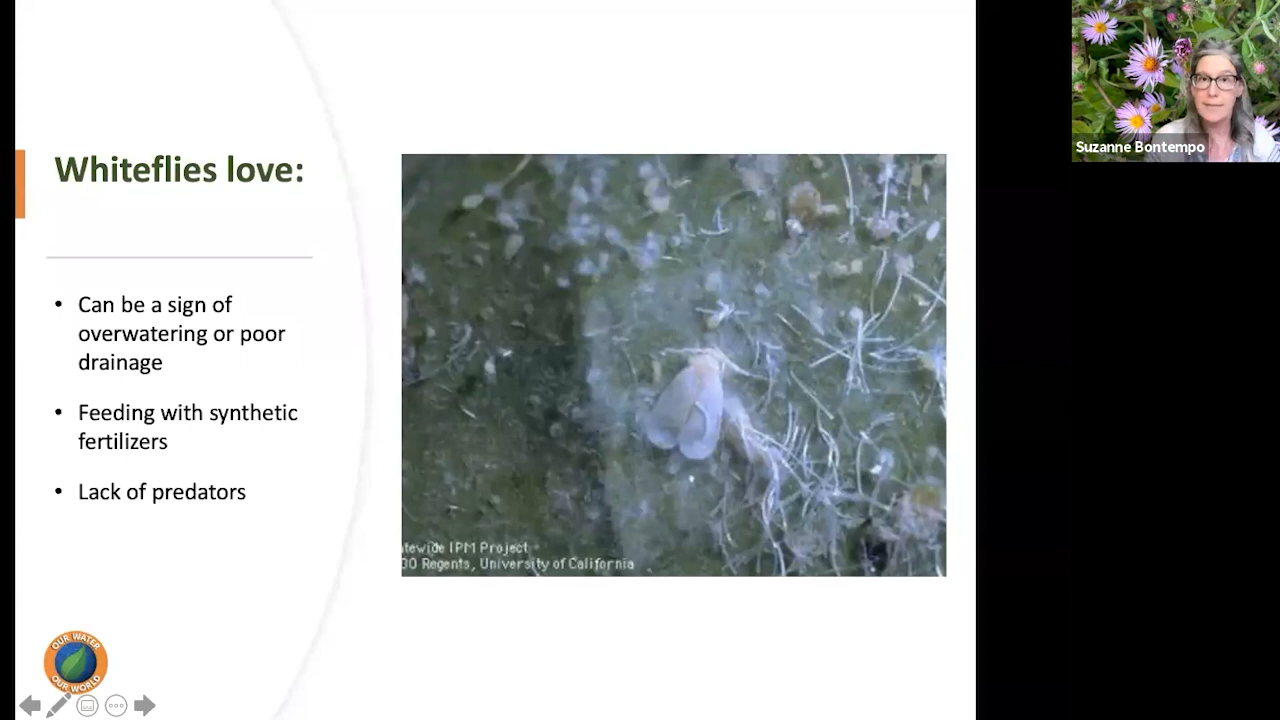 Whiteflies love:
• Can be a sign of
overwatering or poor
drainage
• Feeding with synthetic
fertilizers
• Lack of predators
tewide IPM Project
Regents, University of California
OUR WATER
OUR WORLD
Suzanne Bontempo